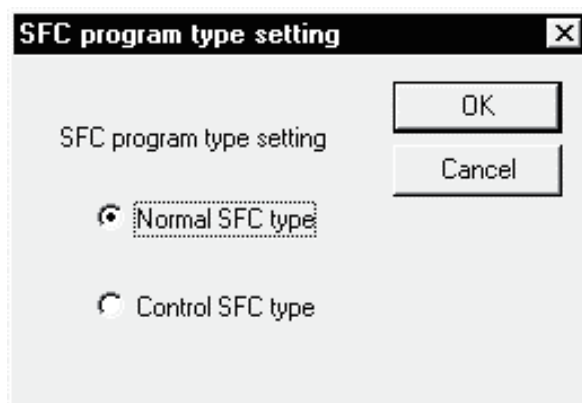 SFC program type setting
OK
SFC program type setting
Cancel
Normal SFC type
Control SFC type